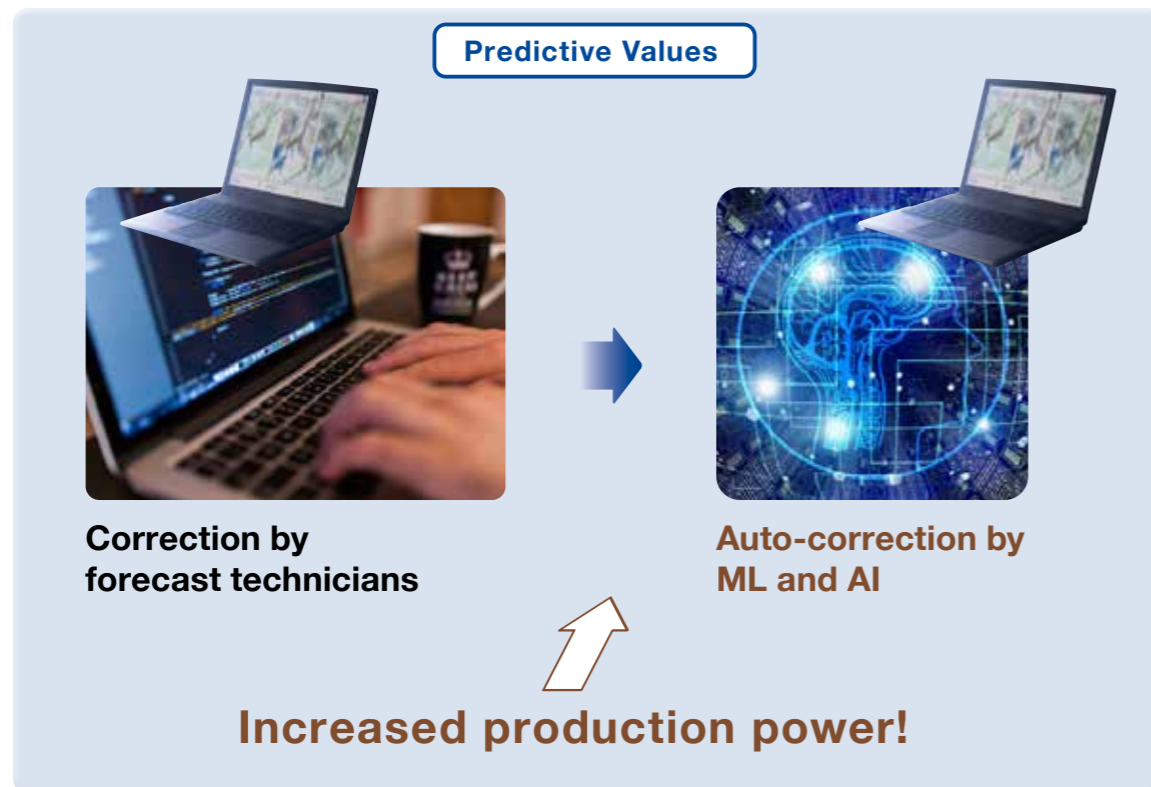 Predictive Values
Correction by
forecast technicians
Auto-correction by
ML and AI
Increased production power!